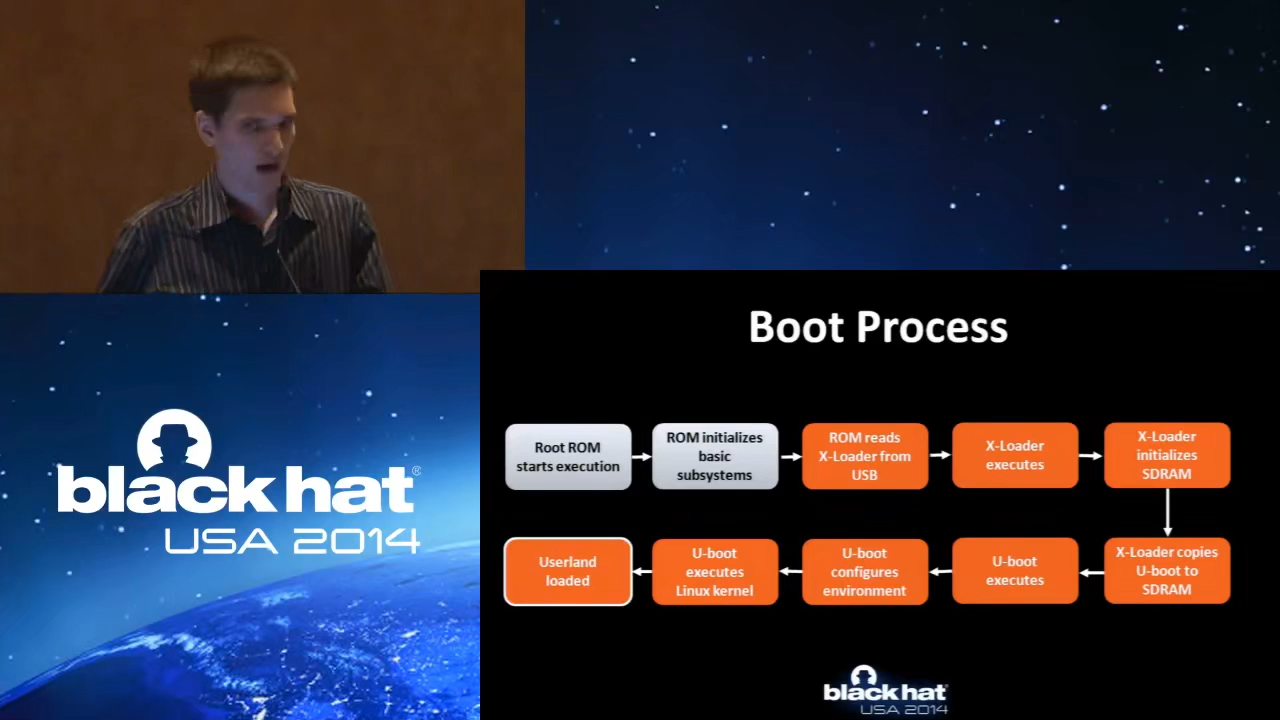 Boot Process
Root ROM
starts execution
ROM initializes
basic
subsystems
ROM reads
X-Loader from
USB
X-Loader
executes
X-Loader
initializes
SDRAM
X-Loader copies
U-boot to
SDRAM
U-boot
executes
U-boot
configures
environment
U-boot
executes
Linux kernel
Userland
loaded
black hat®
USA 2014
black hat
USA 2014